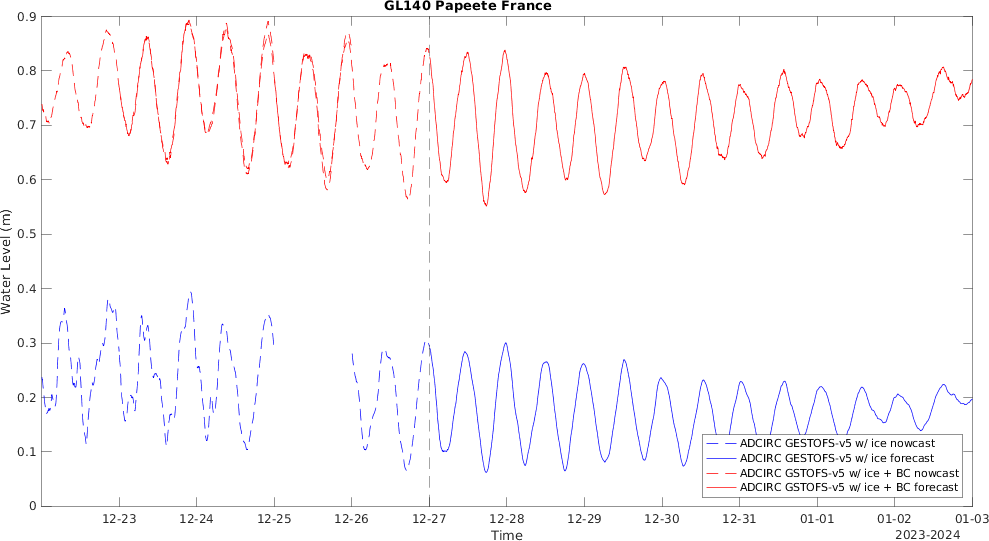 GL140 Papeete France
0.9
0.8
0.7
0.6
0.5
0.4
0.3
0.2
0.1
0
Water Level (m)
ADCIRC GESTOFS-v5 w/ ice nowcast
ADCIRC GESTOFS-v5 w/ ice forecast
ADCIRC GSTOFS-v5 w/ ice + BC nowcast
ADCIRC GSTOFS-v5 w/ ice + BC forecast
12-23 12-24 12-25 12-26 12-27 12-28 12-29 12-30 12-31 01-01 01-02 01-03
Time
2023-2024